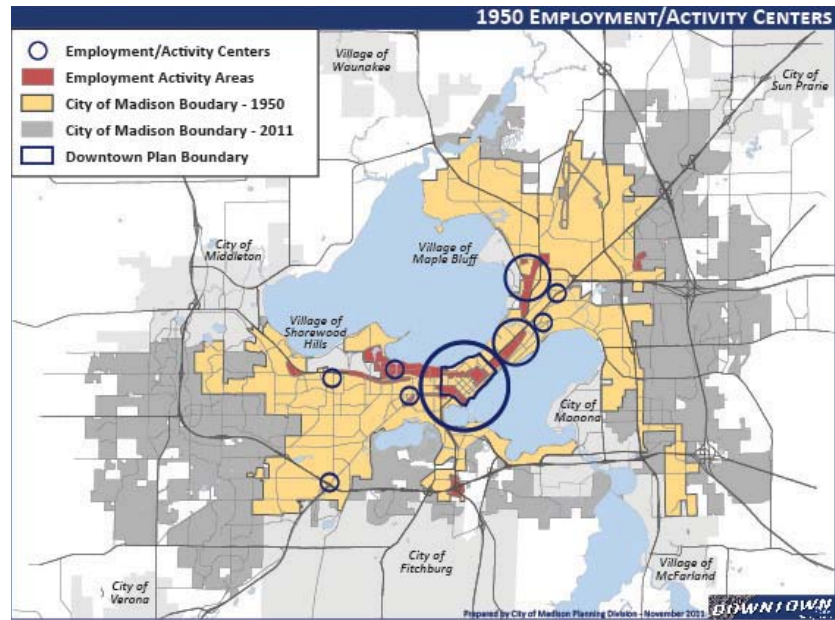 1950 EMPLOYMENT/ACTIVITY CENTERS
Employment/Activity Centers
Employment Activity Areas
City of Madison Boudary - 1950
City of Madison Boundary - 2011
Downtown Plan Boundary
Village of
Waunakee
City of
Sun Prarie
City of
Middleton
Village of
Maple Bluff
Village of
Shorewood
Hills
City of
Monona
City of
Fitchburg
Village of
McFarland
City of
Verona
Prepared by City of Madison Planning Division - November 2011
DOWNTOWN